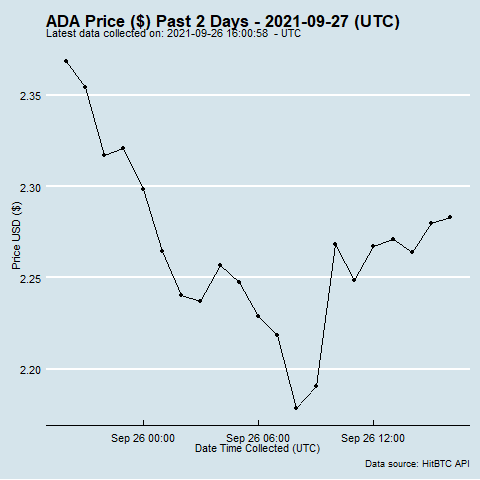 ADA Price ($) Past 2 Days - 2021-09-27 (UTC)
Latest data collected on: 2021-09-26 16:00:58 - UTC
2.35
2.30
2.25
2.20
Price USD ($)
Sep 26 00:00 Sep 26 06:00 Sep 26 12:00
Date Time Collected (UTC)
Data source: HitBTC API